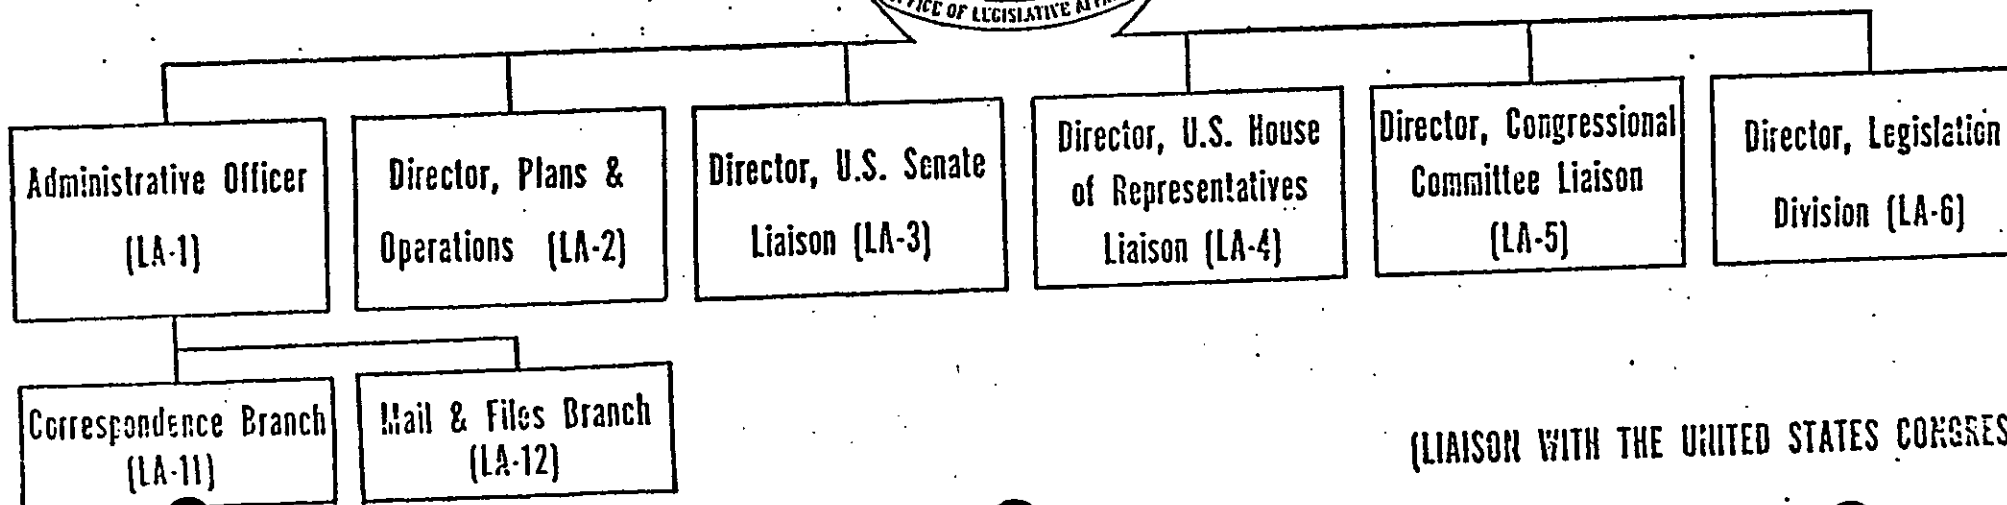 OFFICE OF LEGISLATIVE
Administrative Officer
(LA-1)
Director, Plans &
Operations (LA-2)
Director, U.S. Senate
Liaison (LA-3)
Director, U.S. House
of Representatives
Liaison (LA-4)
Director, Congressional
Committee Liaison
(LA-5)
Director, Legislation
Division (LA-6)
Correspondence Branch
(LA-11)
Mail & Files Branch
(LA-12)
(LIAISON WITH THE UNITED STATES CONGRES